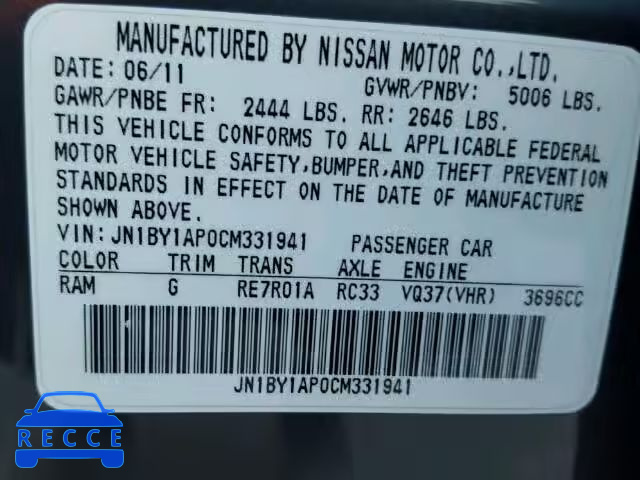 MANUFACTURED BY NISSAN MOTOR CO.,LTD.
DATE: 06/11 GVWR/PNBV: 5006 LBS.
GAWR/PNBE FR: 2444 LBS. RR: 2646 LBS.
THIS VEHICLE CONFORMS TO ALL APPLICABLE FEDERAL
MOTOR VEHICLE SAFETY,BUMPER,AND THEFT PREVENTION
STANDARDS IN EFFECT ON THE DATE OF MANUFACTURE
SHOWN ABOVE.
VIN:JN1BY1AP0CM331941 PASSENGER CAR
COLOR TRIM TRANS AXLE ENGINE
RAM G RE7R01A RC33 VQ37(VHR) 3696CC
JN1BY1AP0CM331941
RECCE